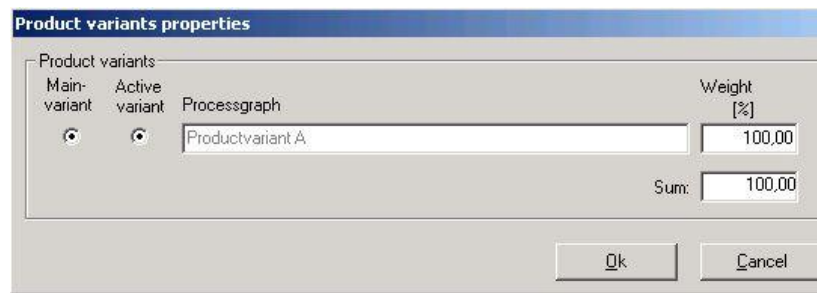 Product variants properties
Product variants
Main-
variant
Active
variant
Processgraph
Weight
[%]
Productvariant A
100,00
Sum:
100,00
Ok
Cancel